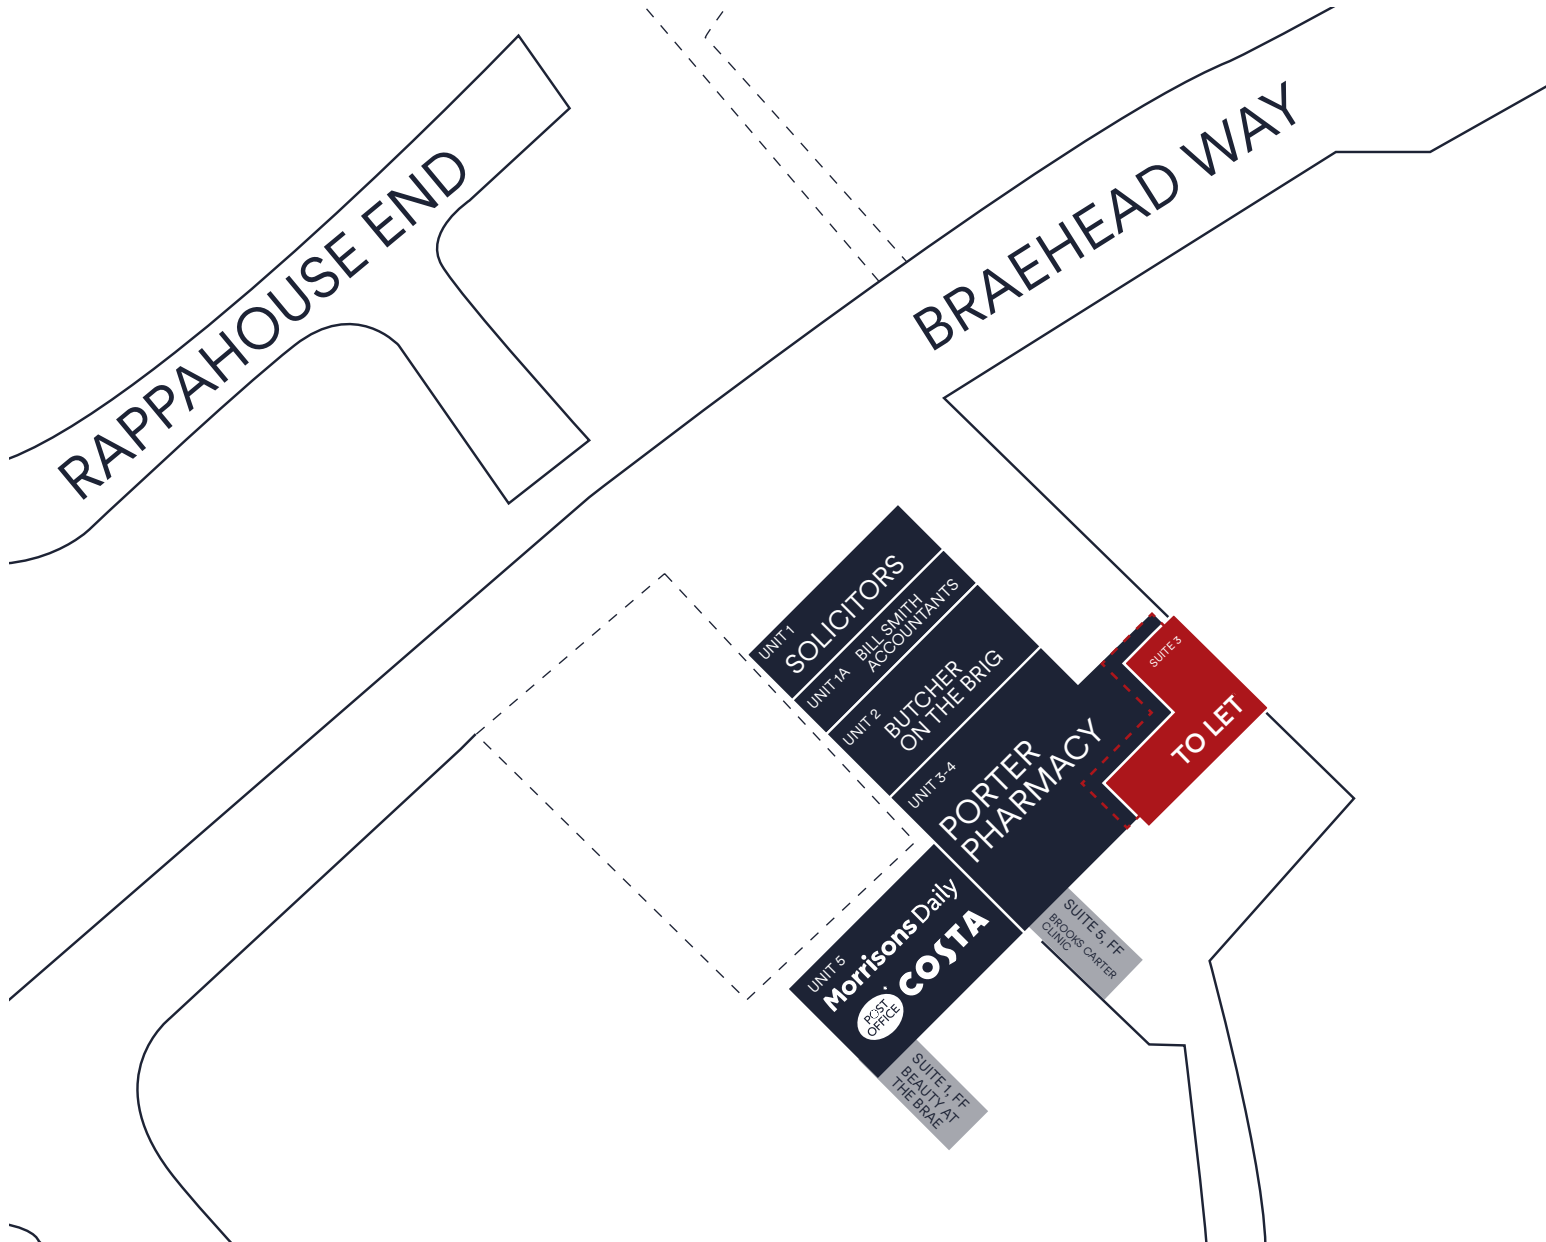 RAPPAHOUSE END
BRAEHEAD WAY
UNIT 1
SOLICITORS
UNIT 1A
BILL SMITH
ACCOUNTANTS
UNIT 2
BUTCHER
ON THE BRIG
UNIT 3-4
PORTER
PHARMACY
SUITE 3
TO LET
UNIT 5
Morrisons Daily
POST
OFFICE
COSTA
SUITE 5, FF
BROOKS CARTER
CLINIC
SUITE 1, FF
BEAUTY AT
THE BRAE